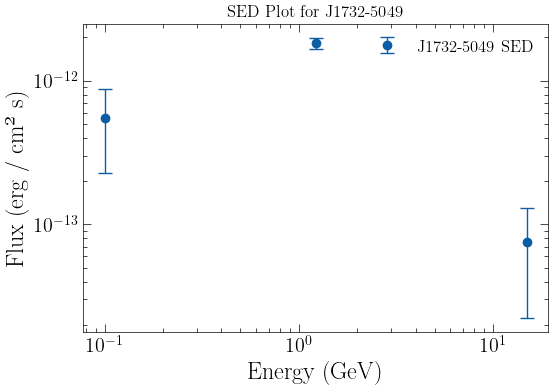 SED Plot for J1732-5049
J1732-5049 SED
Flux (erg / cm² s)
10⁻¹²
10⁻¹³
10⁻¹
10⁰
10¹
Energy (GeV)